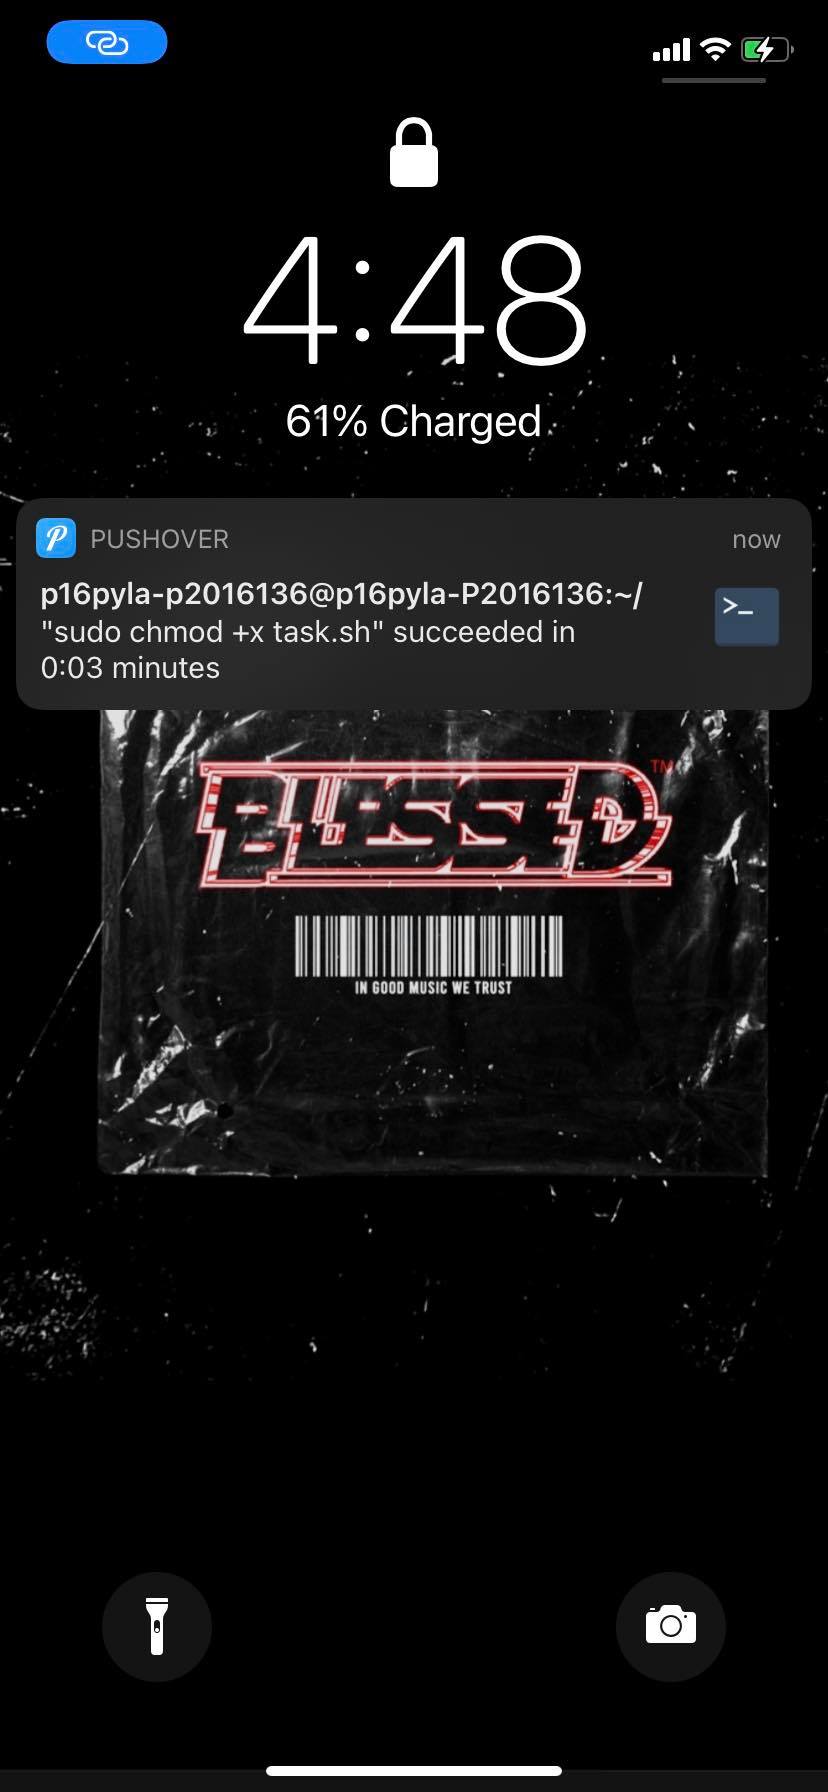 4:48
61% Charged
PUSHOVER now
p16pyla-p2016136@p16pyla-P2016136:~/
"sudo chmod +x task.sh" succeeded in
0:03 minutes
>_
BLESSED™
IN GOOD MUSIC WE TRUST